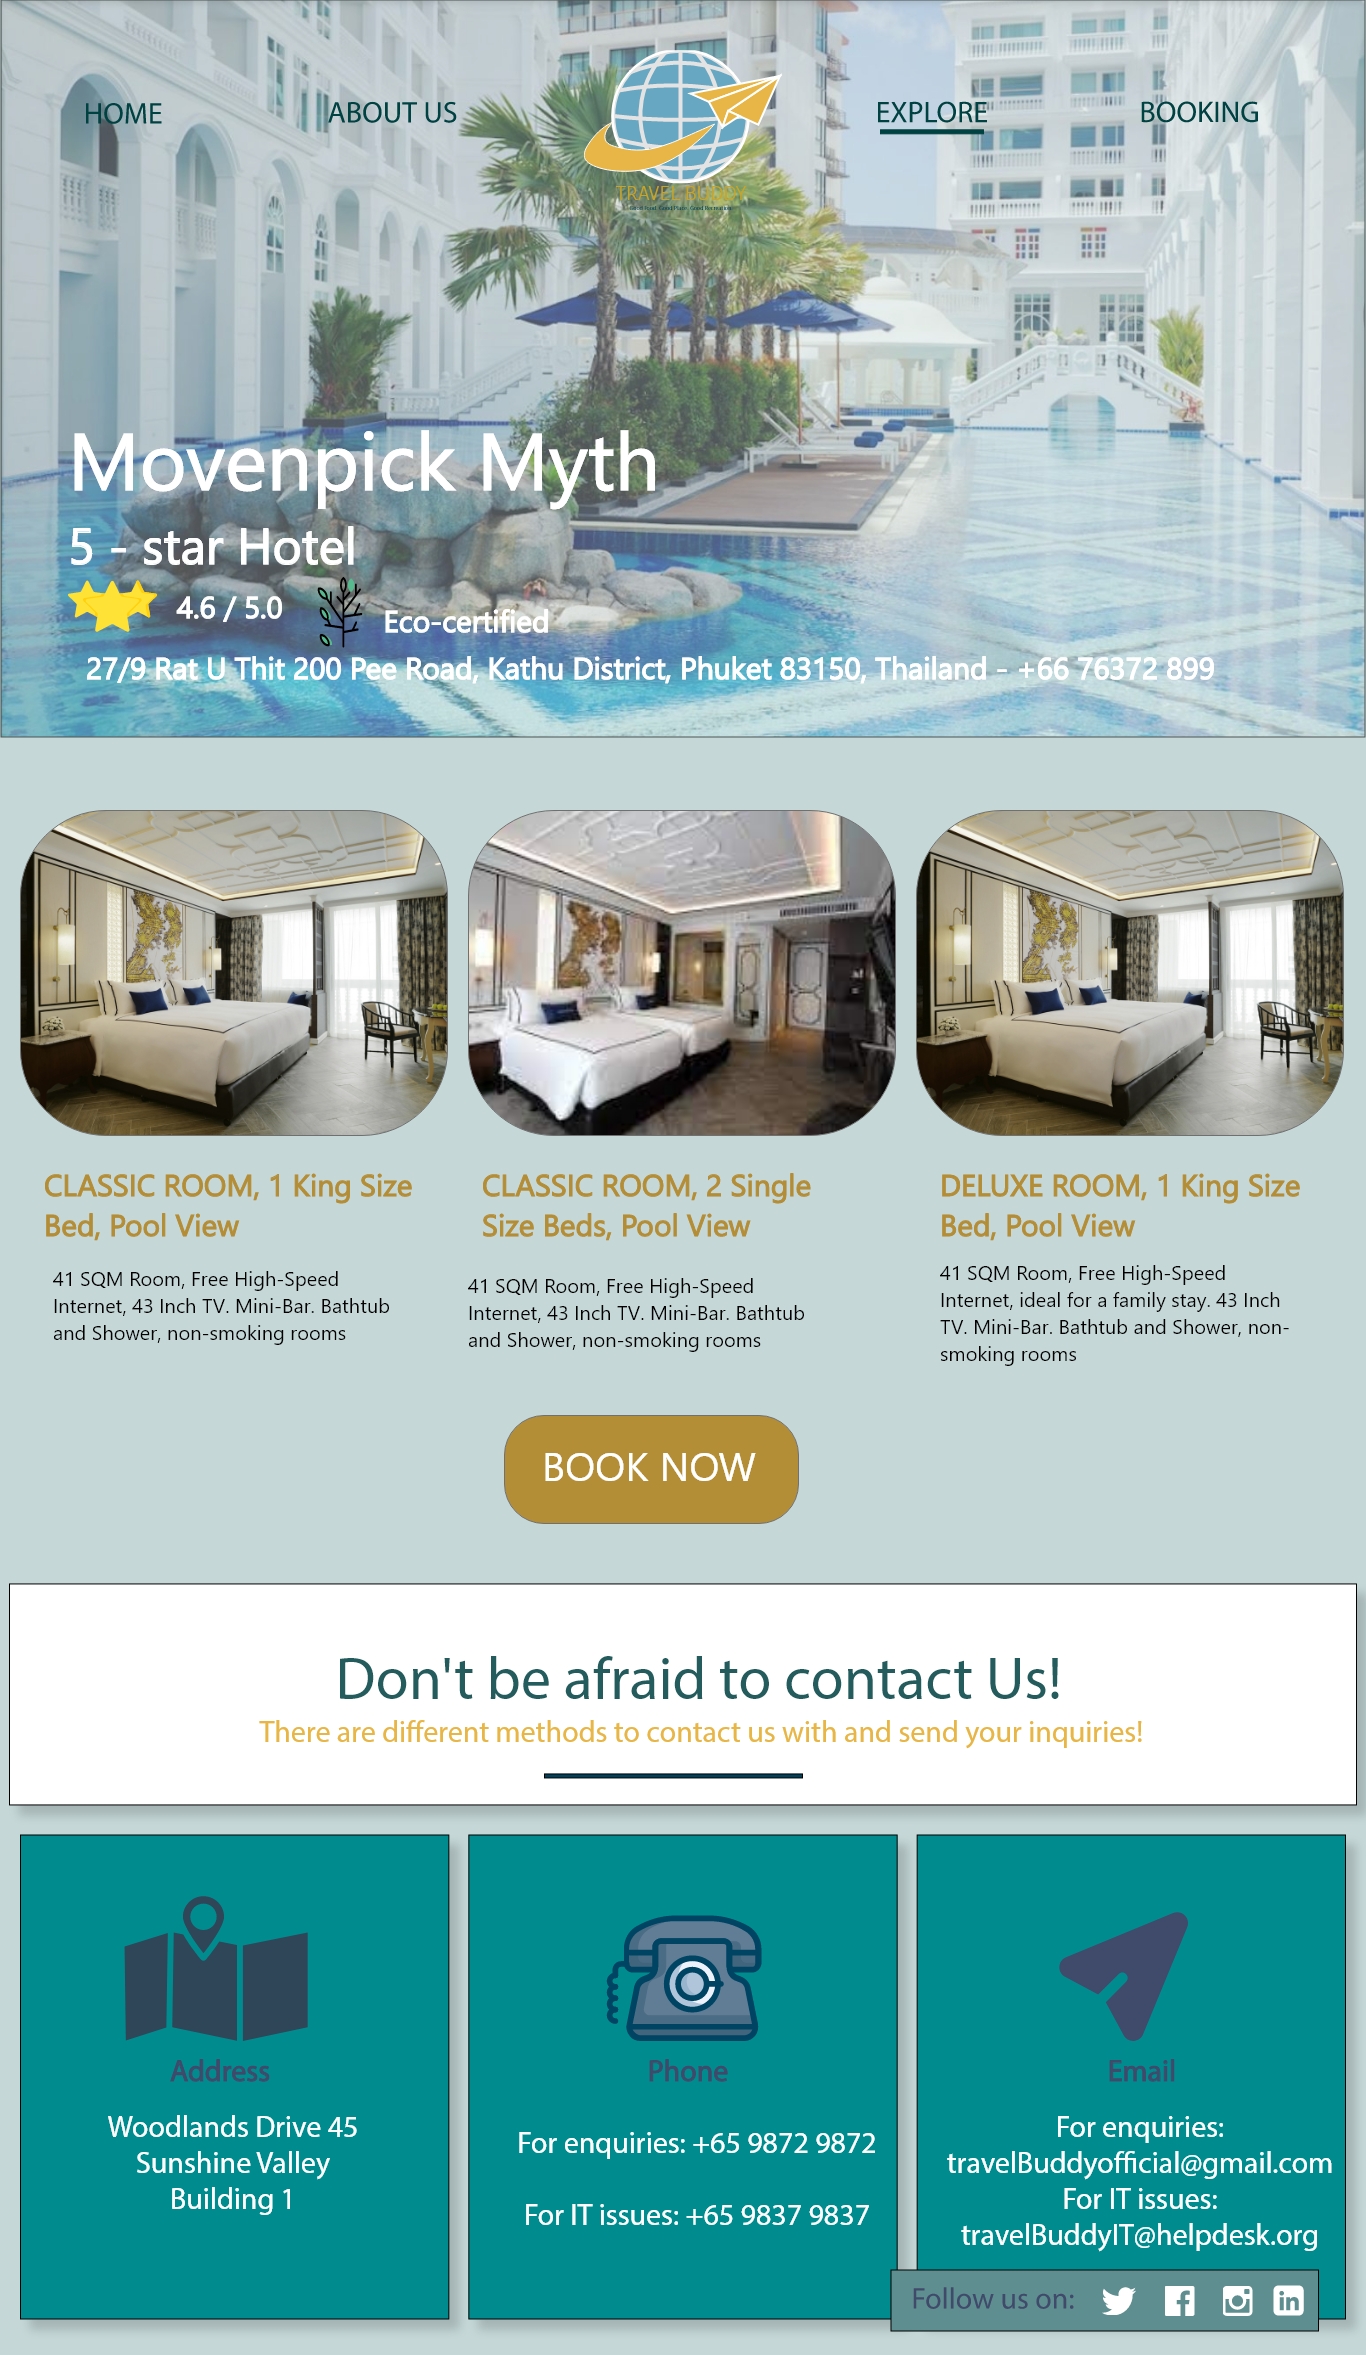 HOME
ABOUT US
EXPLORE
BOOKING
TRAVEL BUDDY
Movenpick Myth
5 - star Hotel
4.6 / 5.0
Eco-certified
27/9 Rat U Thit 200 Pee Road, Kathu District, Phuket 83150, Thailand - +66 76372 899
CLASSIC ROOM, 1 King Size
Bed, Pool View
41 SQM Room, Free High-Speed
Internet, 43 Inch TV. Mini-Bar. Bathtub
and Shower, non-smoking rooms
CLASSIC ROOM, 2 Single
Size Beds, Pool View
41 SQM Room, Free High-Speed
Internet, 43 Inch TV. Mini-Bar. Bathtub
and Shower, non-smoking rooms
DELUXE ROOM, 1 King Size
Bed, Pool View
41 SQM Room, Free High-Speed
Internet, ideal for a family stay. 43 Inch
TV. Mini-Bar. Bathtub and Shower, non-
smoking rooms
BOOK NOW
Don't be afraid to contact Us!
There are different methods to contact us with and send your inquiries!
Address
Woodlands Drive 45
Sunshine Valley
Building 1
Phone
For enquiries: +65 9872 9872
For IT issues: +65 9837 9837
Email
For enquiries:
travelBuddyofficial@gmail.com
For IT issues:
travelBuddyIT@helpdesk.org
Follow us on: